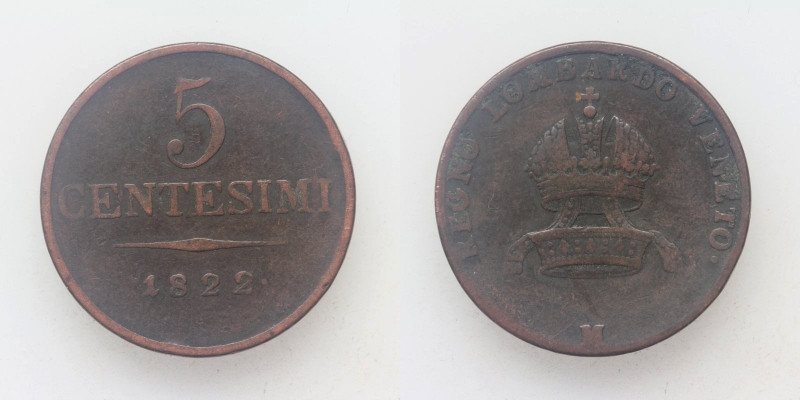 5
CENTESIMI
·1822·
REGNO LOMBARDO VENETO.
M